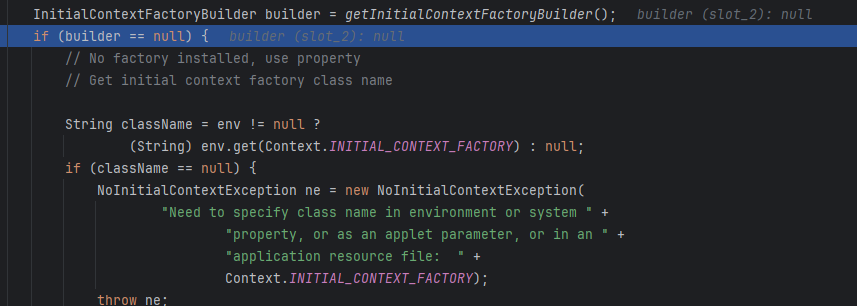 InitialContextFactoryBuilder builder = getInitialContextFactoryBuilder();   builder (slot_2): null
if (builder == null) {   builder (slot_2): null
// No factory installed, use property
// Get initial context factory class name
String className = env != null ?
(String) env.get(Context.INITIAL_CONTEXT_FACTORY) : null;
if (className == null) {
NoInitialContextException ne = new NoInitialContextException(
"Need to specify class name in environment or system " +
"property, or as an applet parameter, or in an " +
"application resource file:  " +
Context.INITIAL_CONTEXT_FACTORY);
throw ne;